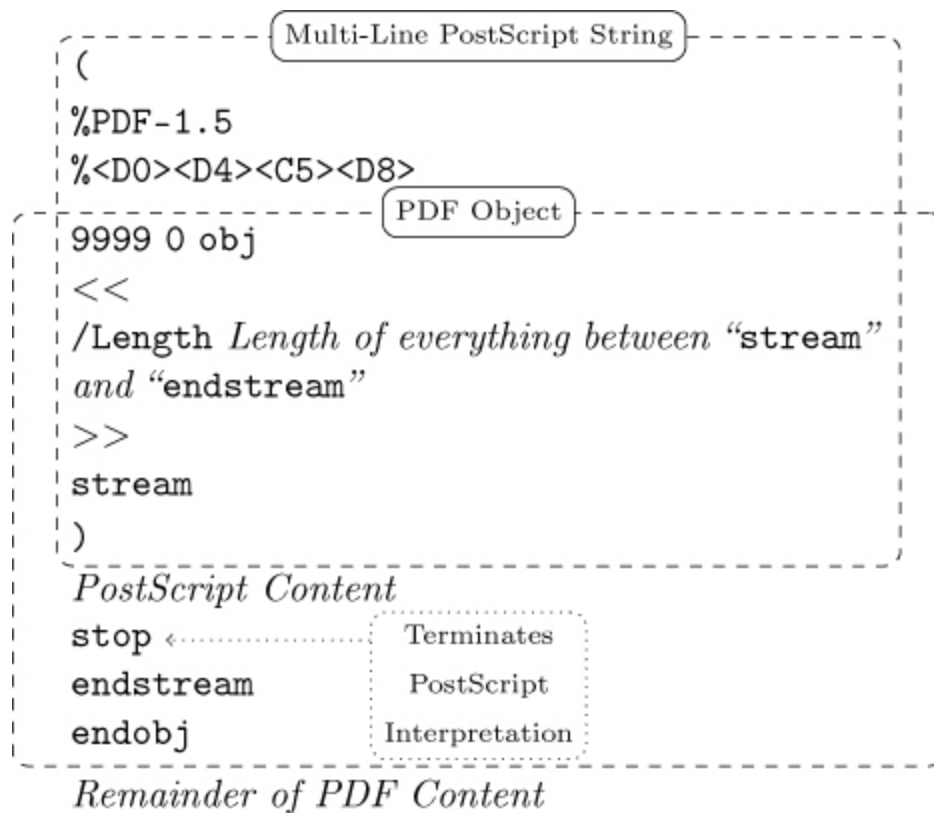 Multi-Line PostScript String
(
%PDF-1.5
%<D0><D4><C5><D8>
PDF Object
9999 0 obj
<<
/Length Length of everything between “stream”
and “endstream”
>>
stream
)
PostScript Content
stop Terminates
endstream PostScript
endobj Interpretation
Remainder of PDF Content